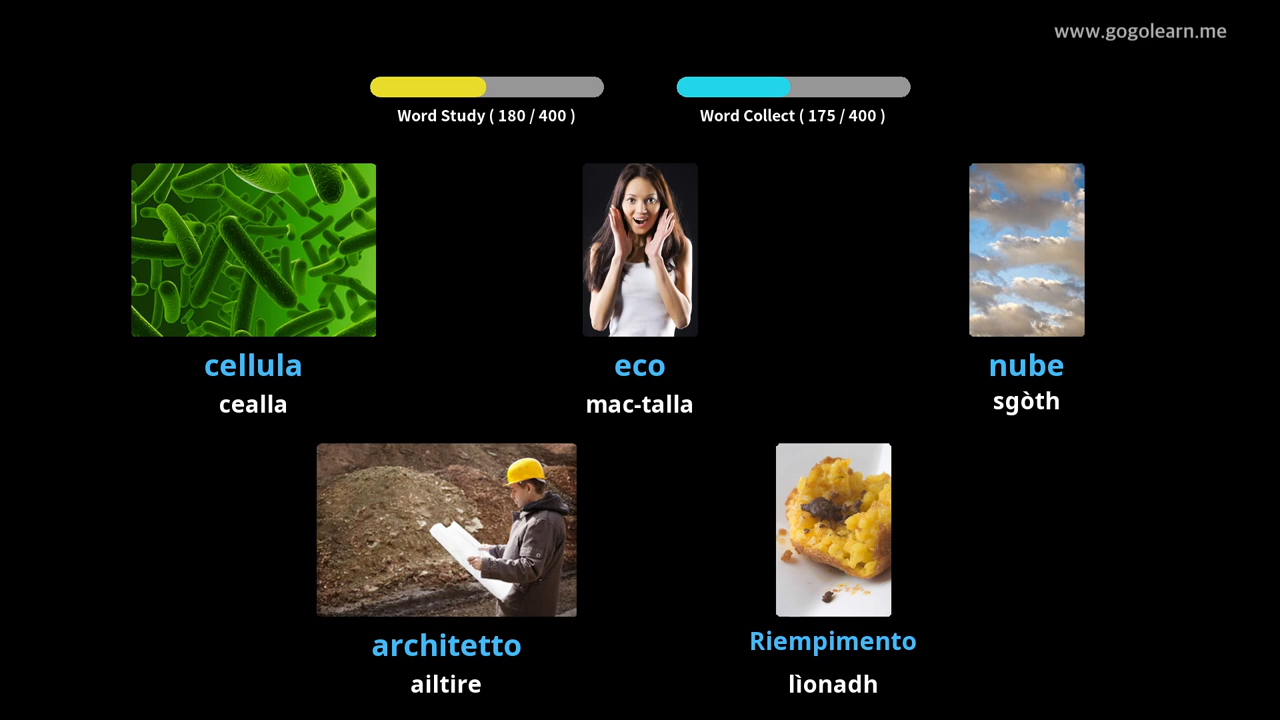 www.gogolearn.me
Word Study ( 180 / 400 )
Word Collect ( 175 / 400 )
cellula
cealla
eco
mac-talla
nube
sgòth
architetto
ailtire
Riempimento
lìonadh